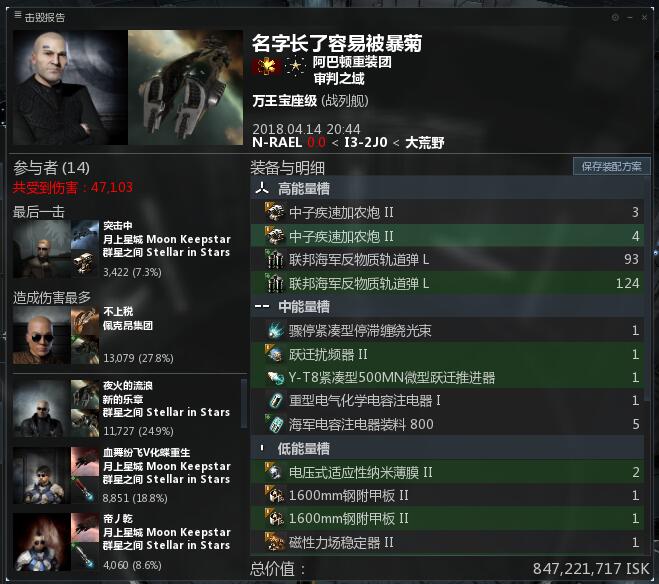 击毁报告
名字长了容易被暴菊
阿巴顿重装团
审判之域
万王宝座级 (战列舰)
2018.04.14 20:44
N-RAEL 0.0 < I3-2J0 < 大荒野
参与者 (14)
共受到伤害：47,103
最后一击
突击中
月上星城 Moon Keepstar
群星之间 Stellar in Stars
3,422 (7.3%)
造成伤害最多
不上税
佩克昂集团
13,079 (27.8%)
夜火的流浪
新的乐章
群星之间 Stellar in Stars
11,727 (24.9%)
血舞纷飞V化蝶重生
月上星城 Moon Keepstar
群星之间 Stellar in Stars
8,851 (18.8%)
帝丿乾
月上星城 Moon Keepstar
群星之间 Stellar in Stars
4,060 (8.6%)
装备与明细
保存装配方案
高能量槽
中子疾速加农炮 II 3
中子疾速加农炮 II 4
联邦海军反物质轨道弹 L 93
联邦海军反物质轨道弹 L 124
中能量槽
骤停紧凑型停滞缠绕光束 1
跃迁扰频器 II 1
Y-T8紧凑型500MN微型跃迁推进器 1
重型电气化学电容注电器 I 1
海军电容注电器装料 800 5
低能量槽
电压式适应性纳米薄膜 II 2
1600mm钢附甲板 II 1
1600mm钢附甲板 II 1
磁性力场稳定器 II 1
总价值： 847,221,717 ISK